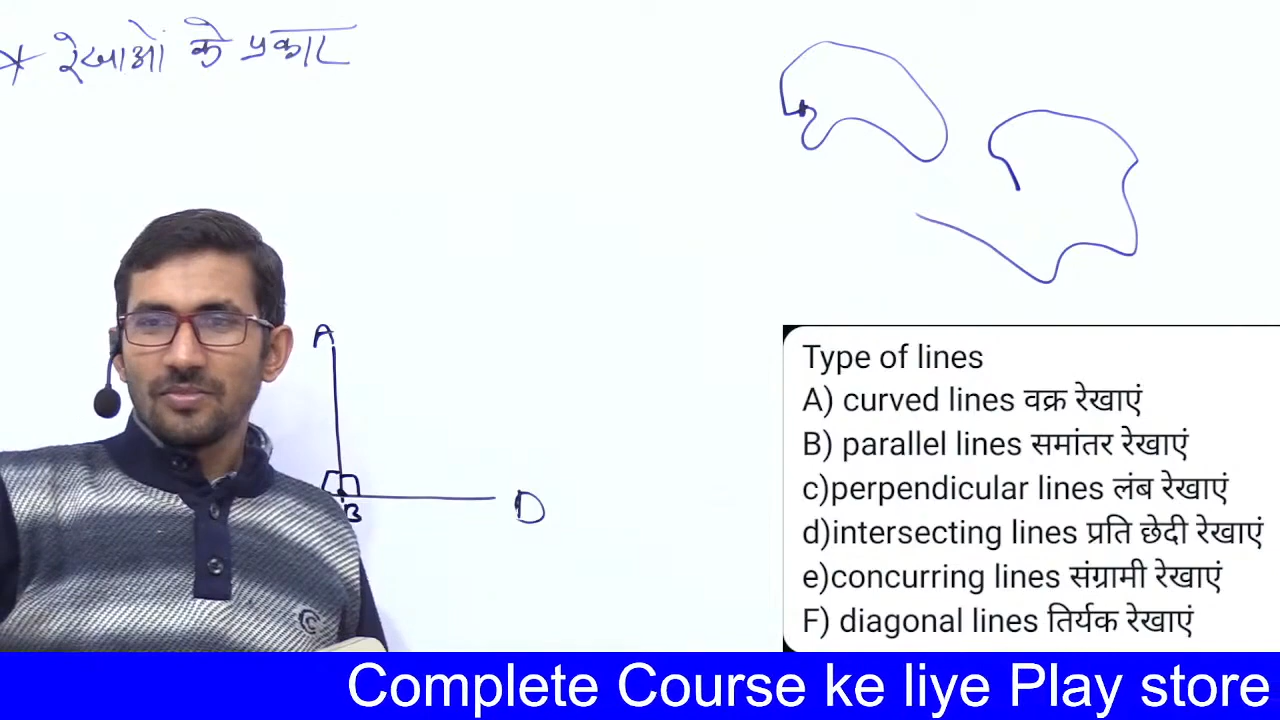 * रेखाओं के प्रकार
A
B
D
Type of lines
A) curved lines वक्र रेखाएं
B) parallel lines समांतर रेखाएं
c)perpendicular lines लंब रेखाएं
d)intersecting lines प्रति छेदी रेखाएं
e)concurring lines संग्रामी रेखाएं
F) diagonal lines तिर्यक रेखाएं
Complete Course ke liye Play store